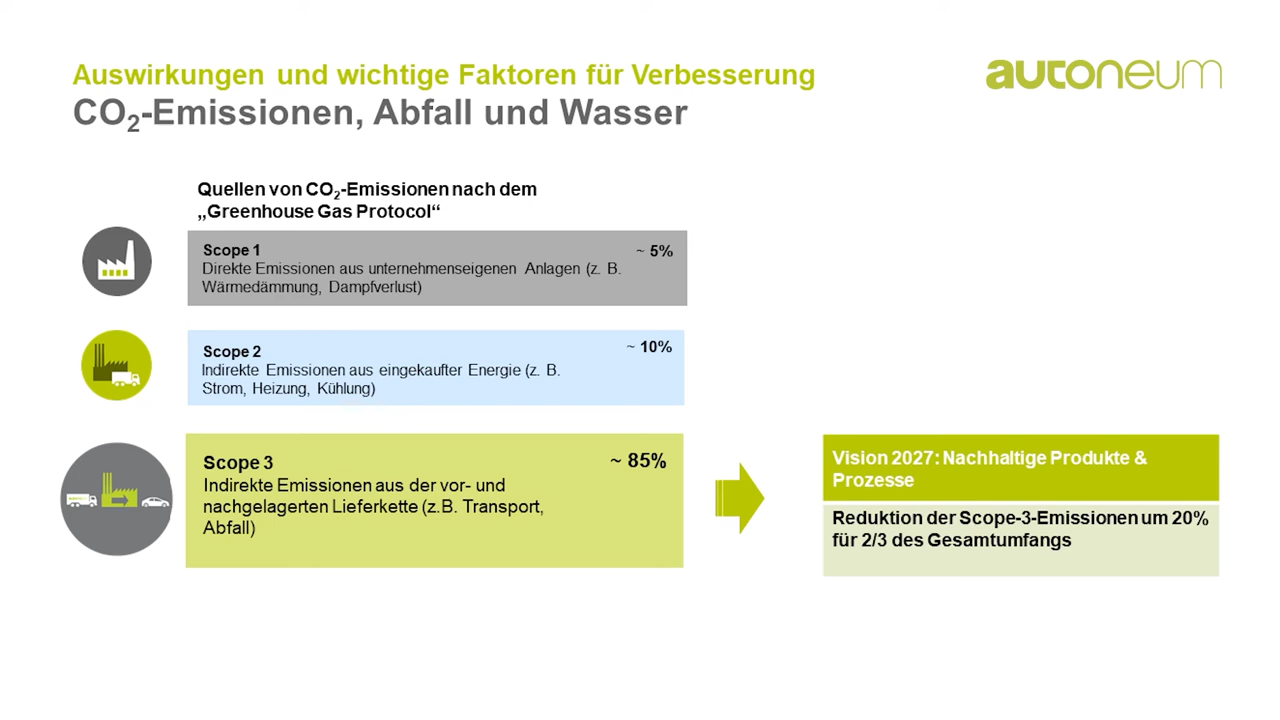 Auswirkungen und wichtige Faktoren für Verbesserung
CO₂-Emissionen, Abfall und Wasser
autoneum
Quellen von CO₂-Emissionen nach dem
„Greenhouse Gas Protocol“
Scope 1
~ 5%
Direkte Emissionen aus unternehmenseigenen Anlagen (z. B.
Wärmedämmung, Dampfverlust)
Scope 2
~ 10%
Indirekte Emissionen aus eingekaufter Energie (z. B.
Strom, Heizung, Kühlung)
Scope 3
~ 85%
Indirekte Emissionen aus der vor- und
nachgelagerten Lieferkette (z.B. Transport,
Abfall)
Vision 2027: Nachhaltige Produkte &
Prozesse
Reduktion der Scope-3-Emissionen um 20%
für 2/3 des Gesamtumfangs